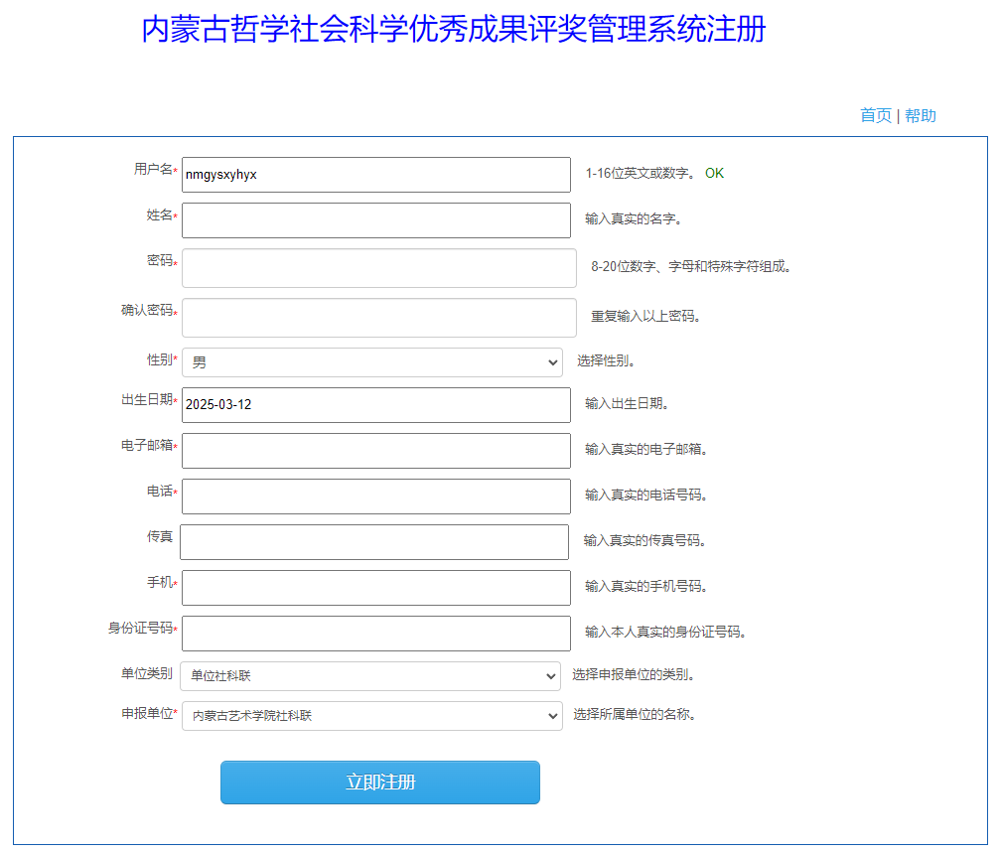 内蒙古哲学社会科学优秀成果评奖管理系统注册
首页 | 帮助
用户名* nmgysxyhyx 1-16位英文或数字。 OK
姓名* 输入真实的名字。
密码* 8-20位数字、字母和特殊字符组成。
确认密码* 重复输入以上密码。
性别* 男 选择性别。
出生日期* 2025-03-12 输入出生日期。
电子邮箱* 输入真实的电子邮箱。
电话* 输入真实的电话号码。
传真 输入真实的传真号码。
手机* 输入真实的手机号码。
身份证号码* 输入本人真实的身份证号码。
单位类别 单位社科联 选择申报单位的类别。
申报单位* 内蒙古艺术学院社科联 选择所属单位的名称。
立即注册